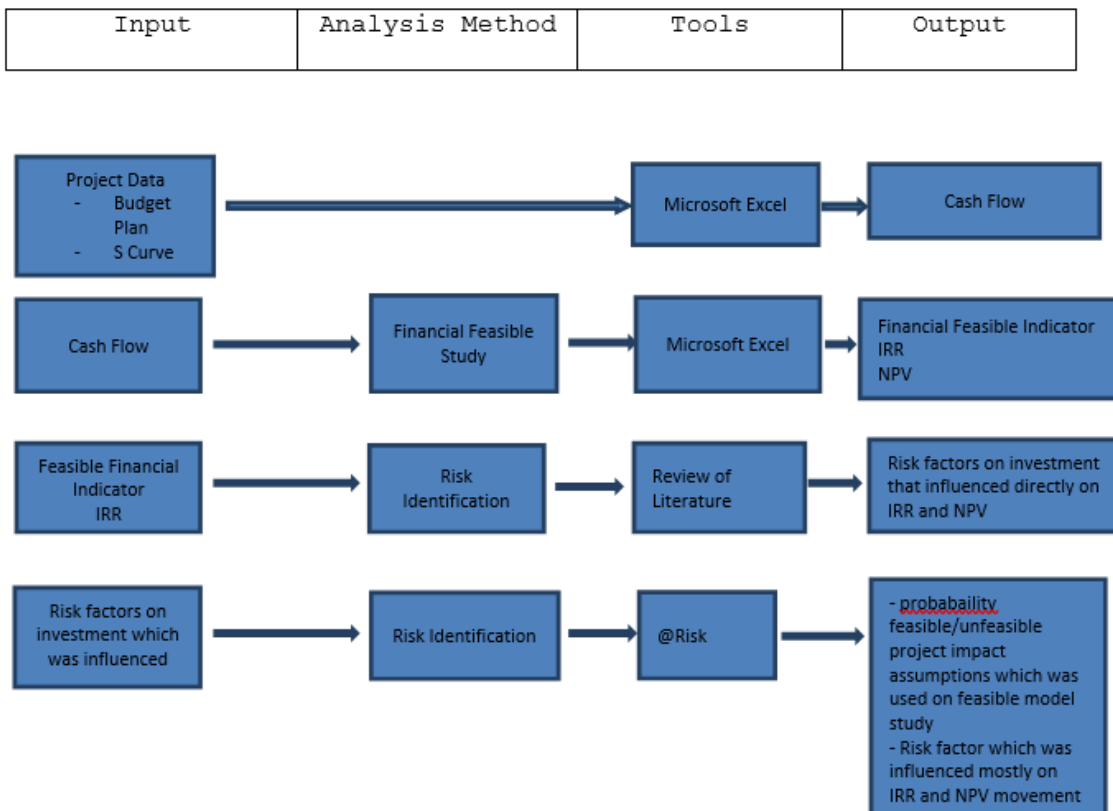 Input Analysis Method Tools Output
Project Data
- Budget
Plan
- S Curve
Microsoft Excel
Cash Flow
Cash Flow
Financial Feasible
Study
Microsoft Excel
Financial Feasible Indicator
IRR
NPV
Feasible Financial
Indicator
IRR
Risk
Identification
Review of
Literature
Risk factors on investment
that influenced directly on
IRR and NPV
Risk factors on
investment which
was influenced
Risk Identification
@Risk
- probabaility
feasible/unfeasible
project impact
assumptions which was
used on feasible model
study
- Risk factor which was
influenced mostly on
IRR and NPV movement